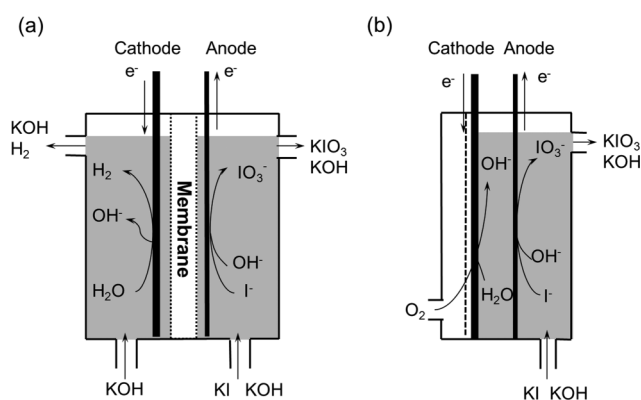 (a)
Cathode Anode
e⁻ e⁻
KOH
H₂
KIO₃
KOH
H₂
OH⁻
H₂O
Membrane
IO₃⁻
OH⁻
I⁻
KOH
KI KOH
(b)
Cathode Anode
e⁻ e⁻
OH⁻
IO₃⁻
KIO₃
KOH
O₂
H₂O
OH⁻
I⁻
KI KOH